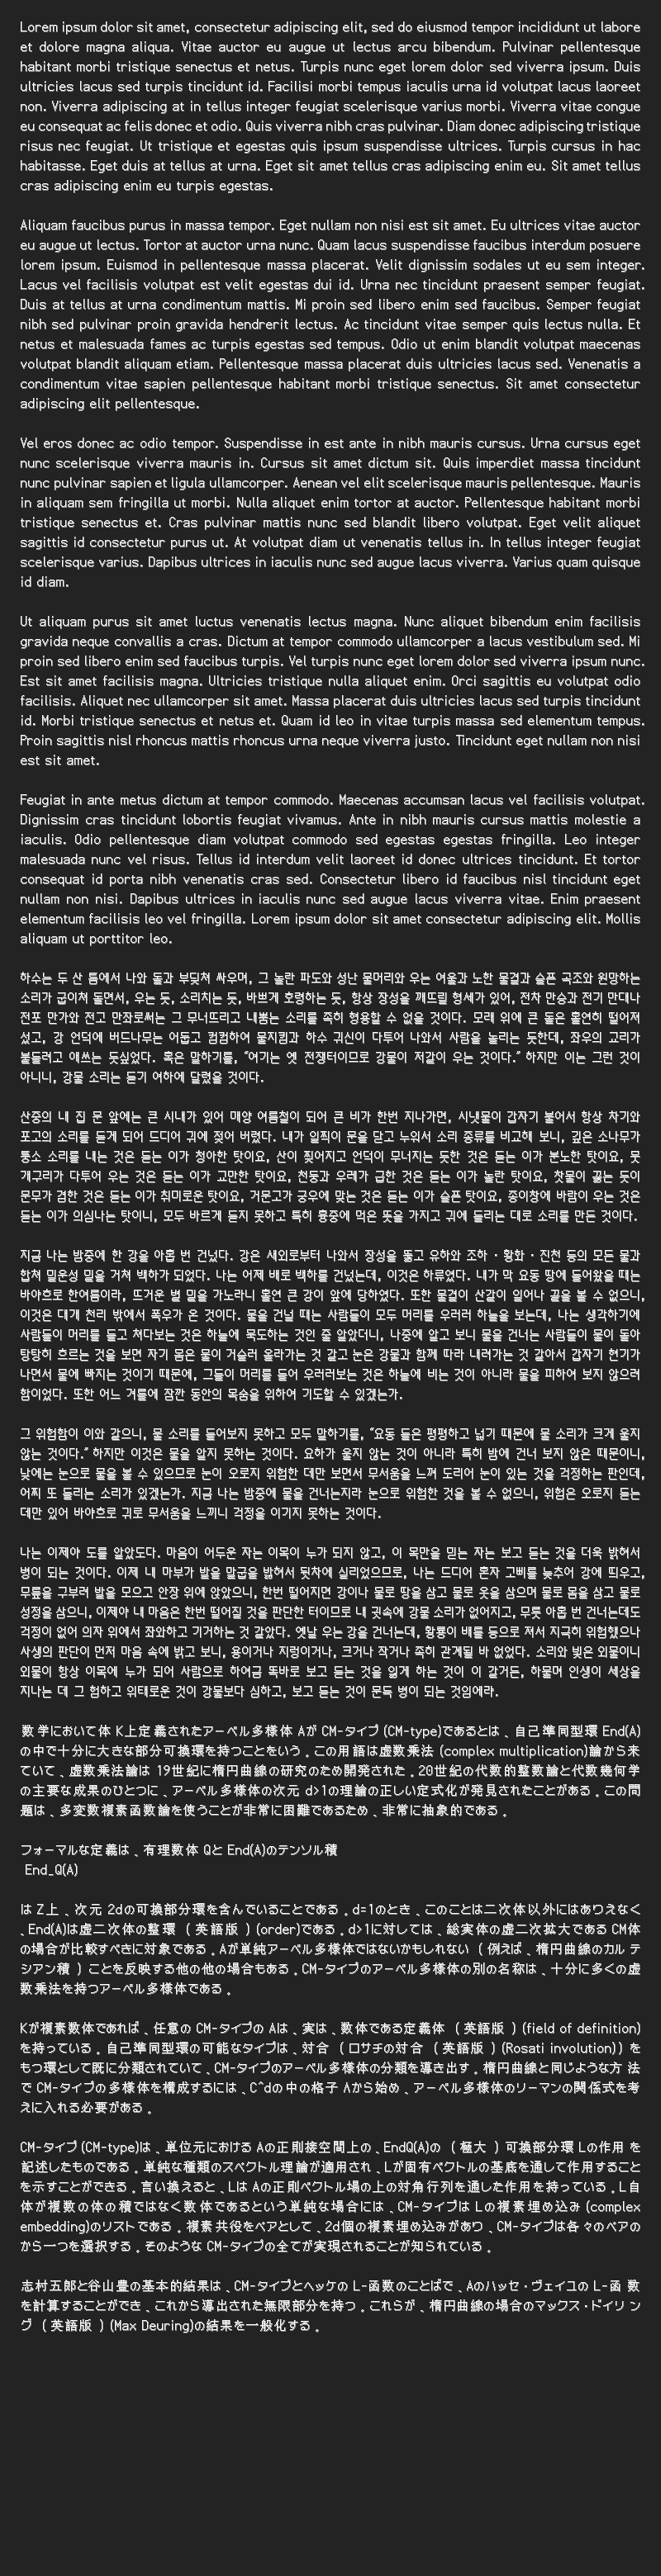 Lorem ipsum dolor sit amet, consectetur adipiscing elit, sed do eiusmod tempor incididunt ut labore
et dolore magna aliqua. Vitae auctor eu augue ut lectus arcu bibendum. Pulvinar pellentesque
habitant morbi tristique senectus et netus. Turpis nunc eget lorem dolor sed viverra ipsum. Duis
ultricies lacus sed turpis tincidunt id. Facilisi morbi tempus iaculis urna id volutpat lacus laoreet
non. Viverra adipiscing at in tellus integer feugiat scelerisque varius morbi. Viverra vitae congue
eu consequat ac felis donec et odio. Quis viverra nibh cras pulvinar. Diam donec adipiscing tristique
risus nec feugiat. Ut tristique et egestas quis ipsum suspendisse ultrices. Turpis cursus in hac
habitasse. Eget duis at tellus at urna. Eget sit amet tellus cras adipiscing enim eu. Sit amet tellus
cras adipiscing enim eu turpis egestas.

Aliquam faucibus purus in massa tempor. Eget nullam non nisi est sit amet. Eu ultrices vitae auctor
eu augue ut lectus. Tortor at auctor urna nunc. Quam lacus suspendisse faucibus interdum posuere
lorem ipsum. Euismod in pellentesque massa placerat. Velit dignissim sodales ut eu sem integer.
Lacus vel facilisis volutpat est velit egestas dui id. Urna nec tincidunt praesent semper feugiat.
Duis at tellus at urna condimentum mattis. Mi proin sed libero enim sed faucibus. Semper feugiat
nibh sed pulvinar proin gravida hendrerit lectus. Ac tincidunt vitae semper quis lectus nulla. Et
netus et malesuada fames ac turpis egestas sed tempus. Odio ut enim blandit volutpat maecenas
volutpat blandit aliquam etiam. Pellentesque massa placerat duis ultricies lacus sed. Venenatis a
condimentum vitae sapien pellentesque habitant morbi tristique senectus. Sit amet consectetur
adipiscing elit pellentesque.

Vel eros donec ac odio tempor. Suspendisse in est ante in nibh mauris cursus. Urna cursus eget
nunc scelerisque viverra mauris in. Cursus sit amet dictum sit. Quis imperdiet massa tincidunt
nunc pulvinar sapien et ligula ullamcorper. Aenean vel elit scelerisque mauris pellentesque. Mauris
in aliquam sem fringilla ut morbi. Nulla aliquet enim tortor at auctor. Pellentesque habitant morbi
tristique senectus et. Cras pulvinar mattis nunc sed blandit libero volutpat. Eget velit aliquet
sagittis id consectetur purus ut. At volutpat diam ut venenatis tellus in. In tellus integer feugiat
scelerisque varius. Dapibus ultrices in iaculis nunc sed augue lacus viverra. Varius quam quisque
id diam.

Ut aliquam purus sit amet luctus venenatis lectus magna. Nunc aliquet bibendum enim facilisis
gravida neque convallis a cras. Dictum at tempor commodo ullamcorper a lacus vestibulum sed. Mi
proin sed libero enim sed faucibus turpis. Vel turpis nunc eget lorem dolor sed viverra ipsum nunc.
Est sit amet facilisis magna. Ultricies tristique nulla aliquet enim. Orci sagittis eu volutpat odio
facilisis. Aliquet nec ullamcorper sit amet. Massa placerat duis ultricies lacus sed turpis tincidunt
id. Morbi tristique senectus et netus et. Quam id leo in vitae turpis massa sed elementum tempus.
Proin sagittis nisl rhoncus mattis rhoncus urna neque viverra justo. Tincidunt eget nullam non nisi
est sit amet.

Feugiat in ante metus dictum at tempor commodo. Maecenas accumsan lacus vel facilisis volutpat.
Dignissim cras tincidunt lobortis feugiat vivamus. Ante in nibh mauris cursus mattis molestie a
iaculis. Odio pellentesque diam volutpat commodo sed egestas egestas fringilla. Leo integer
malesuada nunc vel risus. Tellus id interdum velit laoreet id donec ultrices tincidunt. Et tortor
consequat id porta nibh venenatis cras sed. Consectetur libero id faucibus nisl tincidunt eget
nullam non nisi. Dapibus ultrices in iaculis nunc sed augue lacus viverra vitae. Enim praesent
elementum facilisis leo vel fringilla. Lorem ipsum dolor sit amet consectetur adipiscing elit. Mollis
aliquam ut porttitor leo.

하수는 두 산 틈에서 나와 돌과 부딪쳐 싸우며, 그 놀란 파도와 성난 물머리와 우는 여울과 노한 물결과 슬픈 곡조와 원망하는
소리가 굽이쳐 돌면서, 우는 듯, 소리치는 듯, 바쁘게 호령하는 듯, 항상 장성을 깨뜨릴 형세가 있어, 전차 만승과 전기 만대나
전포 만가와 전고 만좌로써는 그 무너뜨리고 내뿜는 소리를 족히 형용할 수 없을 것이다. 모래 위에 큰 돌은 홀연히 떨어져
섰고, 강 언덕에 버드나무는 어둡고 컴컴하여 물지킴과 하수 귀신이 다투어 나와서 사람을 놀리는 듯한데, 좌우의 교리가
붙들려고 애쓰는 듯싶었다. 혹은 말하기를, “여기는 옛 전쟁터이므로 강물이 저같이 우는 것이다.” 하지만 이는 그런 것이
아니니, 강물 소리는 듣기 여하에 달렸을 것이다.

산중의 내 집 문 앞에는 큰 시내가 있어 매양 여름철이 되어 큰 비가 한번 지나가면, 시냇물이 갑자기 불어서 항상 차기와
포고의 소리를 듣게 되어 드디어 귀에 젖어 버렸다. 내가 일찍이 문을 닫고 누워서 소리 종류를 비교해 보니, 깊은 소나무가
퉁소 소리를 내는 것은 듣는 이가 청아한 탓이요, 산이 찢어지고 언덕이 무너지는 듯한 것은 듣는 이가 분노한 탓이요, 뭇
개구리가 다투어 우는 것은 듣는 이가 교만한 탓이요, 천둥과 우레가 급한 것은 듣는 이가 놀란 탓이요, 찻물이 끓는 듯이
문무가 겸한 것은 듣는 이가 취미로운 탓이요, 거문고가 궁우에 맞는 것은 듣는 이가 슬픈 탓이요, 종이창에 바람이 우는 것은
듣는 이가 의심나는 탓이니, 모두 바르게 듣지 못하고 특히 흉중에 먹은 뜻을 가지고 귀에 들리는 대로 소리를 만든 것이다.

지금 나는 밤중에 한 강을 아홉 번 건넜다. 강은 새외로부터 나와서 장성을 뚫고 유하와 조하·황화·진천 등의 모든 물과
합쳐 밀운성 밑을 거쳐 백하가 되었다. 나는 어제 배로 백하를 건넜는데, 이것은 하류였다. 내가 막 요동 땅에 들어왔을 때는
바야흐로 한여름이라, 뜨거운 볕 밑을 가노라니 홀연 큰 강이 앞에 당하였다. 또한 물결이 산같이 일어나 끝을 볼 수 없으니,
이것은 대개 천리 밖에서 폭우가 온 것이다. 물을 건널 때는 사람들이 모두 머리를 우러러 하늘을 보는데, 나는 생각하기에
사람들이 머리를 들고 쳐다보는 것은 하늘에 묵도하는 것인 줄 알았더니, 나중에 알고 보니 물을 건너는 사람들이 물이 돌아
탕탕히 흐르는 것을 보면 자기 몸은 물이 거슬러 올라가는 것 같고 눈은 강물과 함께 따라 내려가는 것 같아서 갑자기 현기가
나면서 물에 빠지는 것이기 때문에, 그들이 머리를 들어 우러러보는 것은 하늘에 비는 것이 아니라 물을 피하여 보지 않으려
함이었다. 또한 어느 겨를에 잠깐 동안의 목숨을 위하여 기도할 수 있겠는가.

그 위험함이 이와 같으니, 물 소리를 들어보지 못하고 모두 말하기를, “요동 들은 평평하고 넓기 때문에 물 소리가 크게 울지
않는 것이다.” 하지만 이것은 물을 알지 못하는 것이다. 요하가 울지 않는 것이 아니라 특히 밤에 건너 보지 않은 때문이니,
낮에는 눈으로 물을 볼 수 있으므로 눈이 오로지 위험한 데만 보면서 무서움을 느껴 도리어 눈이 있는 것을 걱정하는 판인데,
어찌 또 들리는 소리가 있겠는가. 지금 나는 밤중에 물을 건너는지라 눈으로 위험한 것을 볼 수 없으니, 위험은 오로지 듣는
데만 있어 바야흐로 귀로 무서움을 느끼니 걱정을 이기지 못하는 것이다.

나는 이제야 도를 알았도다. 마음이 어두운 자는 이목이 누가 되지 않고, 이 목만을 믿는 자는 보고 듣는 것을 더욱 밝혀서
병이 되는 것이다. 이제 내 마부가 발을 말굽을 밟혀서 뒷차에 실리었으므로, 나는 드디어 혼자 고삐를 늦추어 강에 띄우고,
무릎을 구부려 발을 모으고 안장 위에 앉았으니, 한번 떨어지면 강이나 물로 땅을 삼고 물로 옷을 삼으며 물로 몸을 삼고 물로
성정을 삼으니, 이제야 내 마음은 한번 떨어질 것을 판단한 터이므로 내 귓속에 강물 소리가 없어지고, 무릇 아홉 번 건너는데도
걱정이 없어 의자 위에서 좌와하고 기거하는 것 같았다. 옛날 우는 강을 건너는데, 황룡이 배를 등으로 져서 지극히 위험했으나
사생의 판단이 먼저 마음 속에 밝고 보니, 용이거나 지렁이거나, 크거나 작거나 족히 관계될 바 없었다. 소리와 빛은 외물이니
외물이 항상 이목에 누가 되어 사람으로 하여금 똑바로 보고 듣는 것을 잃게 하는 것이 이 같거든, 하물며 인생이 세상을
지나는 데 그 험하고 위태로운 것이 강물보다 심하고, 보고 듣는 것이 문득 병이 되는 것임에랴.

数学において体 K上定義されたアーベル多様体 Aが CM-タイプ (CM-type)であるとは、自己準同型環 End(A)
の中で十分に大きな部分可換環を持つことをいう。この用語は虚数乗法 (complex multiplication)論から来
ていて、虚数乗法論は 19世紀に楕円曲線の研究のため開発された。20世紀の代数的整数論と代数幾何学
の主要な成果のひとつに、アーベル多様体の次元 d>1の理論の正しい定式化が発見されたことがある。この問
題は、多変数複素函数論を使うことが非常に困難であるため、非常に抽象的である。

フォーマルな定義は、有理数体 Qと End(A)のテンソル積
End_Q(A)

は Z上、次元 2dの可換部分環を含んでいることである。d=1のとき、このことは二次体以外にはありえなく
、End(A)は虚二次体の整環（英語版）(order)である。d>1に対しては、総実体の虚二次拡大である CM体
の場合が比較すべきに対象である。Aが単純アーベル多様体ではないかもしれない（例えば、楕円曲線のカル テ
シアン積）ことを反映する他の他の場合もある。CM-タイプのアーベル多様体の別の名称は、十分に多くの虚
数乗法を持つアーベル多様体である。

Kが複素数体であれば、任意の CM-タイプの Aは、実は、数体である定義体（英語版）(field of definition)
を持っている。自己準同型環の可能なタイプは、対合（ロサチの対合（英語版）(Rosati involution)）を
もつ環として既に分類されていて、CM-タイプのアーベル多様体の分類を導き出す。楕円曲線と同じような方 法
で CM-タイプの多様体を構成するには、C^dの中の格子 Λから始め、アーベル多様体のリーマンの関係式を考
えに入れる必要がある。

CM-タイプ (CM-type)は、単位元における Aの正則接空間上の、EndQ(A)の（極大）可換部分環 Lの作用 を
記述したものである。単純な種類のスペクトル理論が適用され、Lが固有ベクトルの基底を通して作用すること
を示すことができる。言い換えると、Lは Aの正則ベクトル場の上の対角行列を通した作用を持っている。L自
体が複数の体の積ではなく数体であるという単純な場合には、CM-タイプは Lの複素埋め込み (complex
embedding)のリストである。複素共役をペアとして、2d個の複素埋め込みがあり、CM-タイプは各々のペアの
から一つを選択する。そのような CM-タイプの全てが実現されることが知られている。

志村五郎と谷山豊の基本的結果は、CM-タイプとヘッケの L-函数のことばで、Aのハッセ・ヴェイユの L-函 数
を計算することができ、これから導出された無限部分を持つ。これらが、楕円曲線の場合のマックス・ドイリ ン
グ（英語版）(Max Deuring)の結果を一般化する。